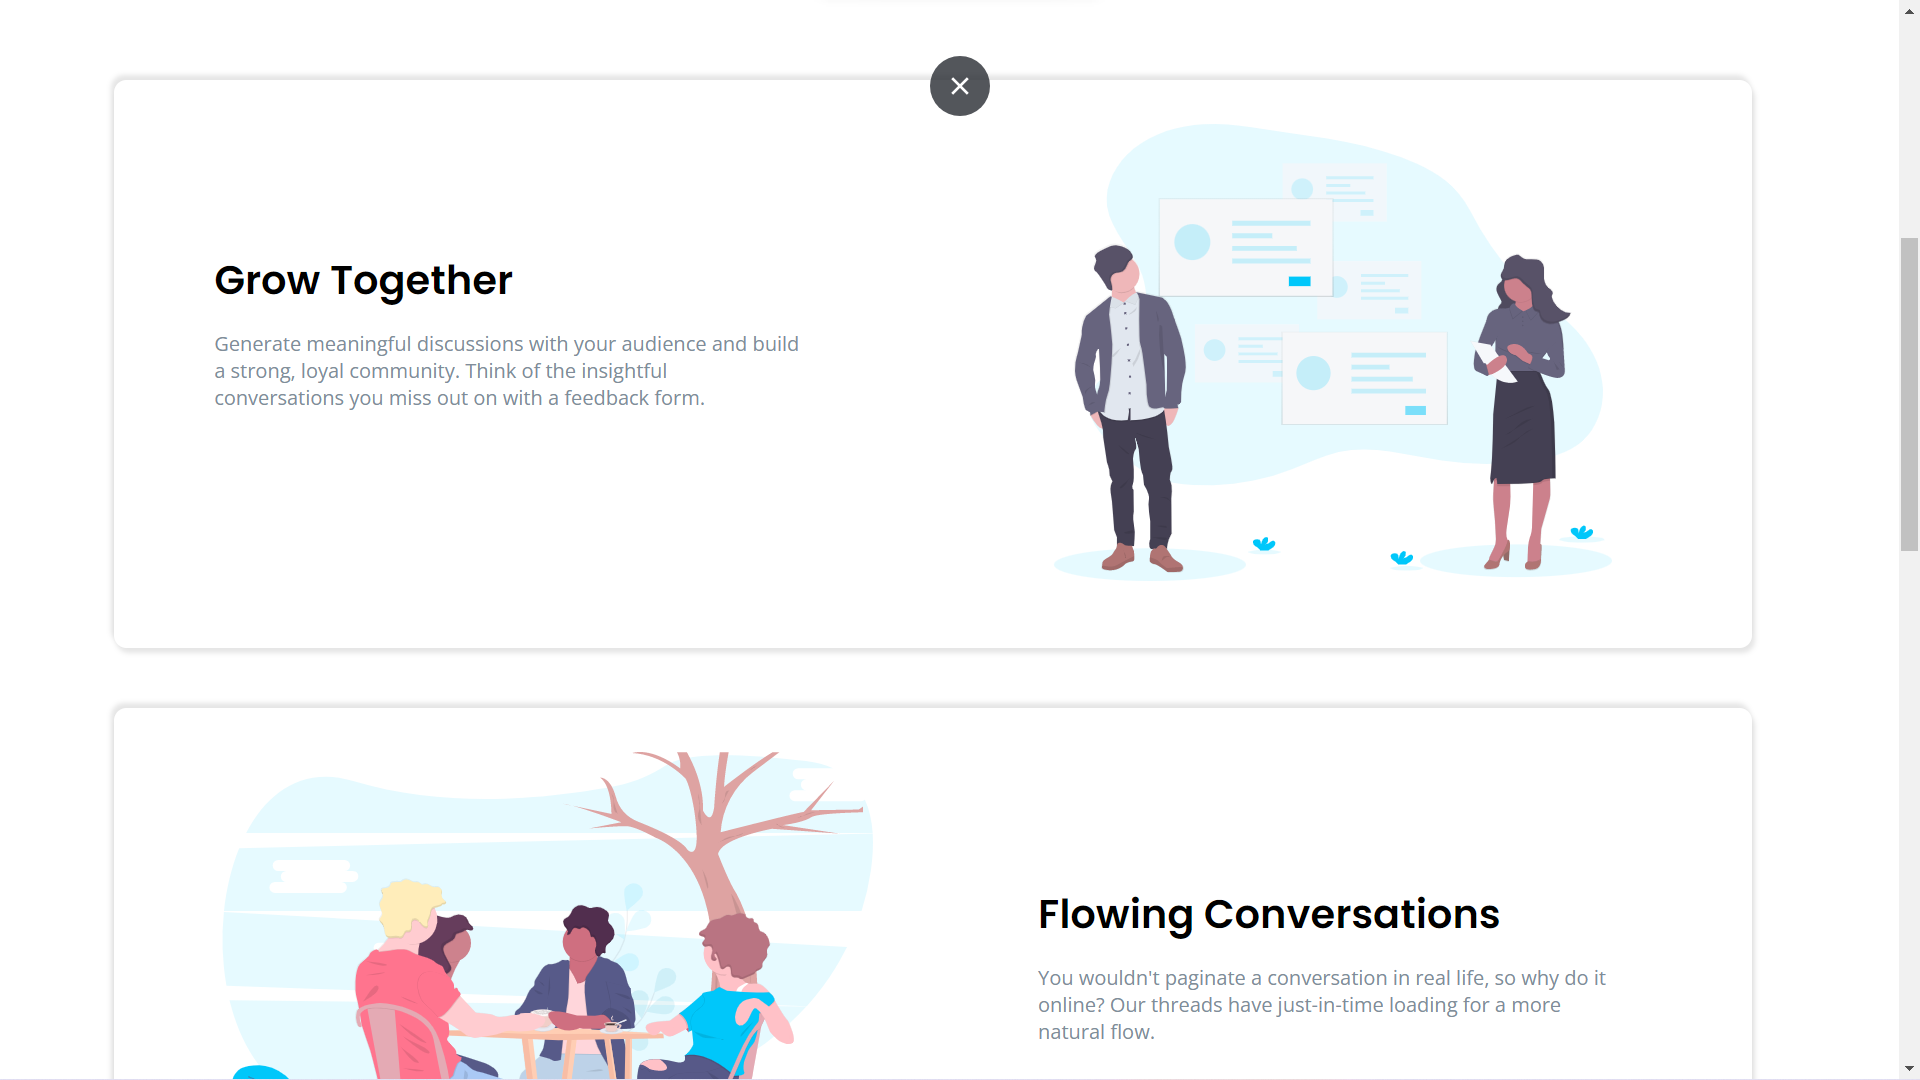 Grow Together
Generate meaningful discussions with your audience and build
a strong, loyal community. Think of the insightful
conversations you miss out on with a feedback form.
Flowing Conversations
You wouldn't paginate a conversation in real life, so why do it
online? Our threads have just-in-time loading for a more
natural flow.